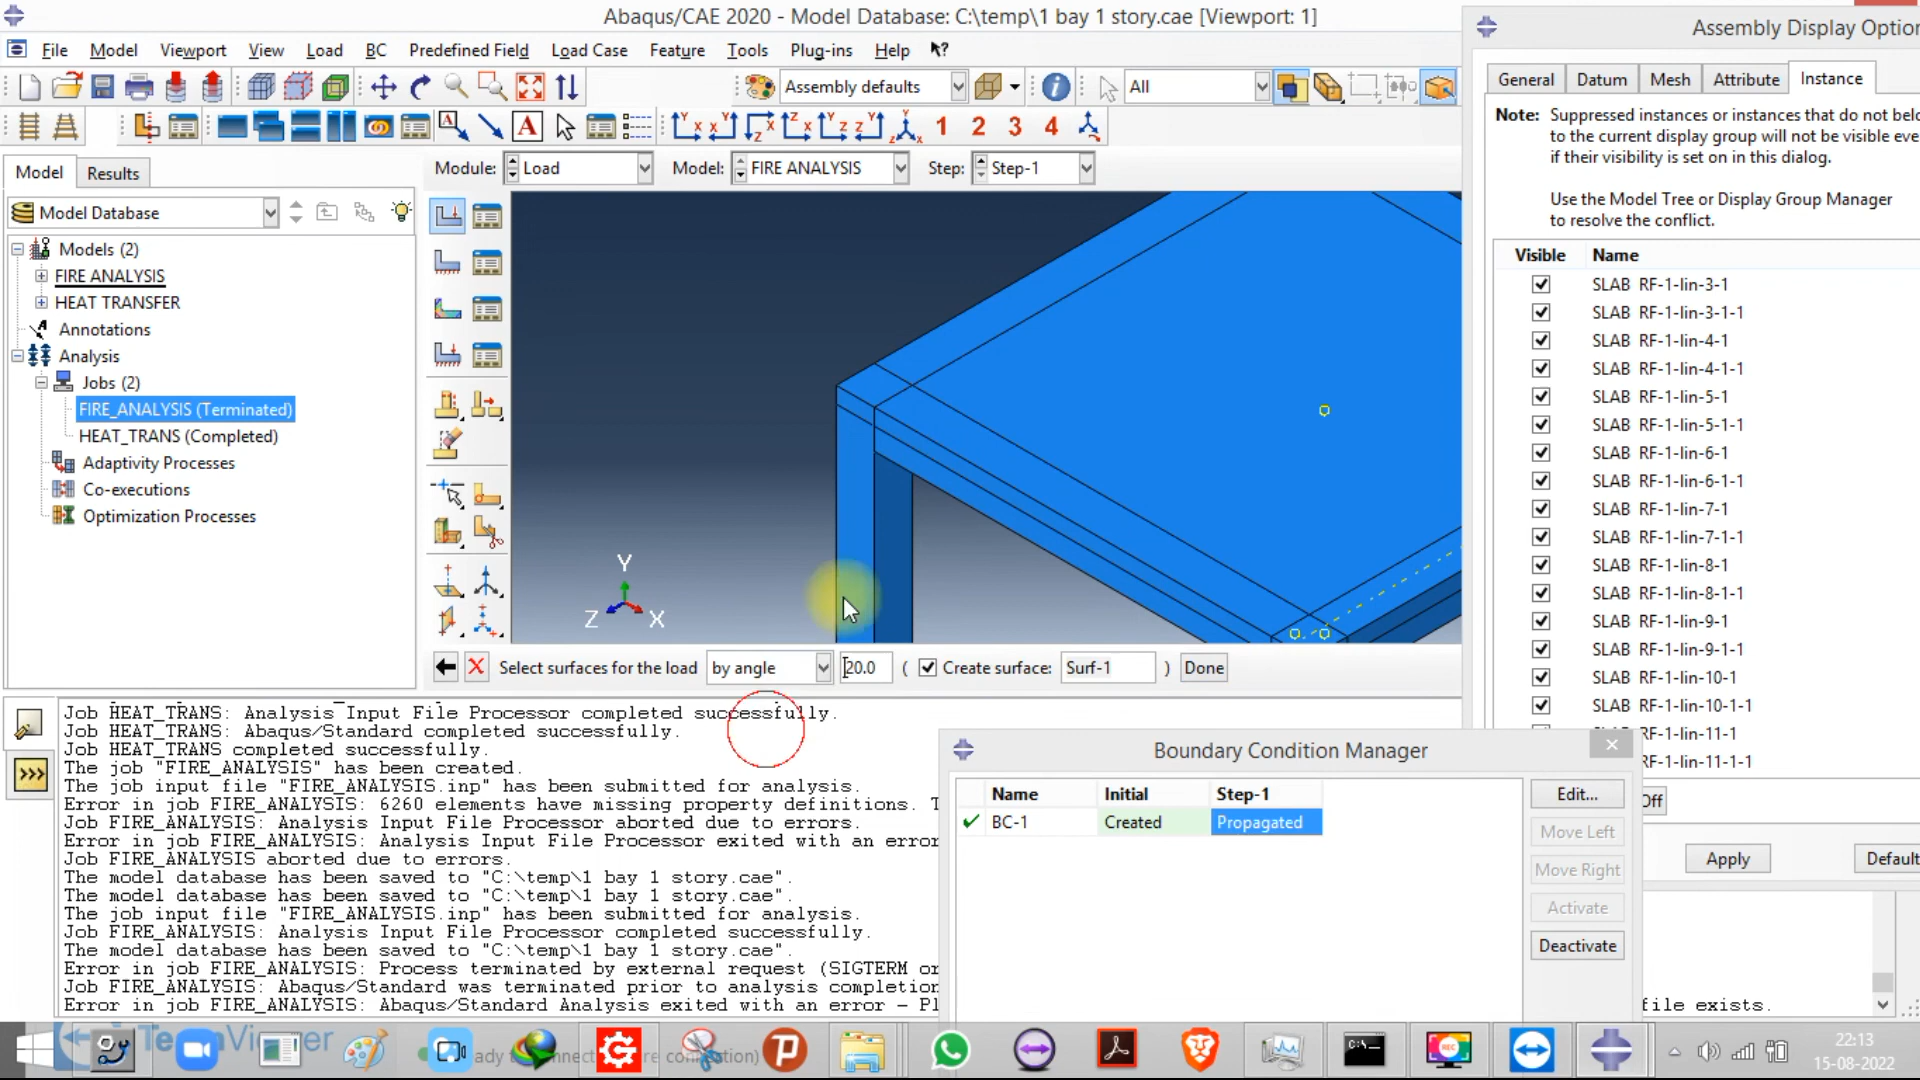 Abaqus/CAE 2020 - Model Database: C:\temp\1 bay 1 story.cae [Viewport: 1]
File Model Viewport View Load BC Predefined Field Load Case Feature Tools Plug-ins Help
Assembly defaults All
A 1 2 3 4
Model Results
Module: Load Model: FIRE ANALYSIS Step: Step-1
Model Database
Models (2)
FIRE ANALYSIS
HEAT TRANSFER
Annotations
Analysis
Jobs (2)
FIRE_ANALYSIS (Terminated)
HEAT_TRANS (Completed)
Adaptivity Processes
Co-executions
Optimization Processes
Y
Z X
Select surfaces for the load by angle 20.0 ( Create surface: Surf-1 ) Done
Job HEAT_TRANS: Analysis Input File Processor completed successfully.
Job HEAT_TRANS: Abaqus/Standard completed successfully.
Job HEAT_TRANS completed successfully.
The job "FIRE_ANALYSIS" has been created.
The job input file "FIRE_ANALYSIS.inp" has been submitted for analysis.
Error in job FIRE_ANALYSIS: 6260 elements have missing property definitions. T
Job FIRE_ANALYSIS: Analysis Input File Processor aborted due to errors.
Error in job FIRE_ANALYSIS: Analysis Input File Processor exited with an error
Job FIRE_ANALYSIS aborted due to errors.
The model database has been saved to "C:\temp\1 bay 1 story.cae".
The model database has been saved to "C:\temp\1 bay 1 story.cae".
The job input file "FIRE_ANALYSIS.inp" has been submitted for analysis.
Job FIRE_ANALYSIS: Analysis Input File Processor completed successfully.
The model database has been saved to "C:\temp\1 bay 1 story.cae".
Error in job FIRE_ANALYSIS: Process terminated by external request (SIGTERM or
Job FIRE_ANALYSIS: Abaqus/Standard was terminated prior to analysis completion
Error in job FIRE_ANALYSIS: Abaqus/Standard Analysis exited with an error - Pl
Assembly Display Option
General Datum Mesh Attribute Instance
Note: Suppressed instances or instances that do not belo
to the current display group will not be visible eve
if their visibility is set on in this dialog.
Use the Model Tree or Display Group Manager
to resolve the conflict.
Visible Name
SLAB RF-1-lin-3-1
SLAB RF-1-lin-3-1-1
SLAB RF-1-lin-4-1
SLAB RF-1-lin-4-1-1
SLAB RF-1-lin-5-1
SLAB RF-1-lin-5-1-1
SLAB RF-1-lin-6-1
SLAB RF-1-lin-6-1-1
SLAB RF-1-lin-7-1
SLAB RF-1-lin-7-1-1
SLAB RF-1-lin-8-1
SLAB RF-1-lin-8-1-1
SLAB RF-1-lin-9-1
SLAB RF-1-lin-9-1-1
SLAB RF-1-lin-10-1
SLAB RF-1-lin-10-1-1
RF-1-lin-11-1
RF-1-lin-11-1-1
Off
Apply Default
file exists.
Boundary Condition Manager
Name Initial Step-1
BC-1 Created Propagated
Edit...
Move Left
Move Right
Activate
Deactivate
22:13
15-08-2022